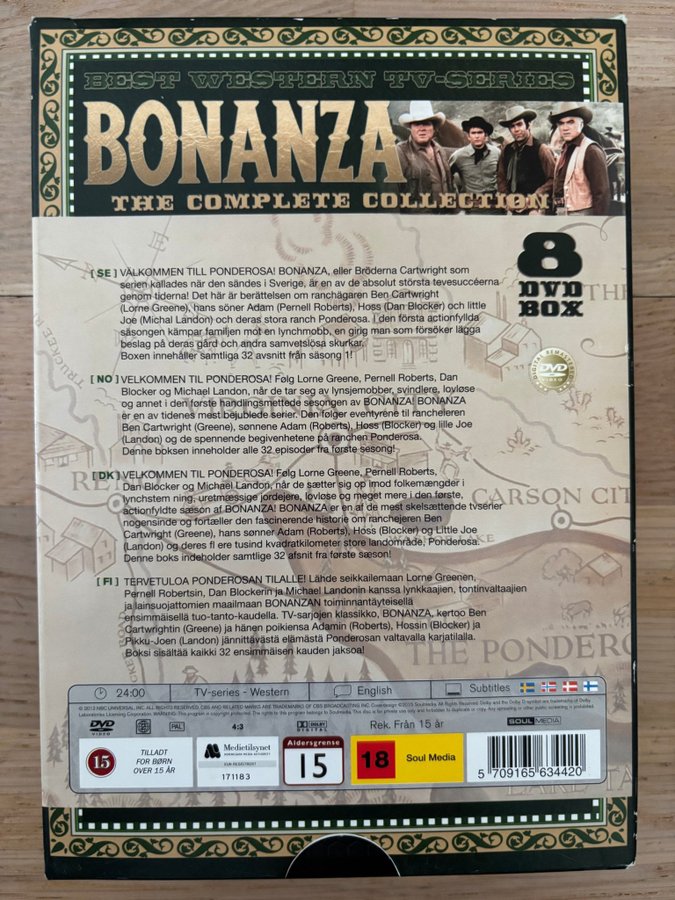 BEST WESTERN TV-SERIES
BONANZA
THE COMPLETE COLLECTION
8
DVD
BOX
[SE] VÄLKOMMEN TILL PONDEROSA! BONANZA, eller Bröderna Cartwright som
serien kallades när den sändes i Sverige, är en av de absolut största tevesuccéerna
genom tiderna! Det här är berättelsen om ranchägaren Ben Cartwright
(Lorne Greene), hans söner Adam (Pernell Roberts), Hoss (Dan Blocker) och little
Joe (Michal Landon) och deras stora ranch Ponderosa. I den första actionfyllda
säsongen kämpar familjen mot en lynchmobb, en girig man som försöker lägga
beslag på deras gård och andra samvetslösa skurkar.
Boxen innehåller samtliga 32 avsnitt från säsong 1!
DVD
VIDEO
[NO] VELKOMMEN TIL PONDEROSA! Følg Lorne Greene, Pernell Roberts, Dan
Blocker og Michael Landon, når de tar seg av lynsjemobber, svindlere, lovløse
og annet i den første handlingsmettede sesongen av BONANZA! BONANZA
er en av tidenes mest bejublede serier. Den følger eventyrene til rancheleren
Ben Cartwright (Greene), sønnene Adam (Roberts), Hoss (Blocker) og lille Joe
(Landon) og de spennende begivenhetene på ranchen Ponderosa.
Denne boksen inneholder alle 32 episoder fra første sesong!
[DK] VELKOMMEN TIL PONDEROSA! Følg Lorne Greene, Pernell Roberts,
Dan Blocker og Michael Landon, når de sætter sig op imod folkemængder i
lynchstem ning, uretmæssige jordejere, lovløse og meget mere i den første,
actionfyldte sæson af BONANZA! BONANZA - en af de mest skelsættende tvserier
nogensinde og fortæller den fascinerende historie om ranchejeren Ben
Cartwright (Greene), hans sønner Adam (Roberts), Hoss (Blocker) og Little Joe
(Landon) og deres fl ere tusind kvadratkilometer store landområde, Ponderosa.
Denne boks indeholder samtlige 32 afsnit fra første sæson!
CARSON CITY
THE PONDEROSA
[FI] TERVETULOA PONDEROSAN TILALLE! Lähde seikkailemaan Lorne Greenen,
Pernell Robertsin, Dan Blockerin ja Michael Landonin kanssa lynkkaajien, tontinvaltaajien
ja lainsuojattomien maailmaan BONANZAN toiminnantäyteisellä
ensimmäisellä tuo-tanto-kaudella. TV-sarjojen klassikko, BONANZA, kertoo Ben
Cartwrightin (Greene) ja hänen poikiensa Adamin (Roberts), Hossin (Blocker) ja
Pikku-Joen (Landon) jännittävästä elämästä Ponderosan valtavalla karjatilalla.
Boksi sisältää kaikki 32 ensimmäisen kauden jaksoa!
24:00
TV-series - Western
English
Subtitles
DVD
VIDEO
PAL
4:3
DOLBY
DIGITAL
Rek. Från 15 år
SOUL MEDIA
15
TILLADT
FOR BØRN
OVER 15 ÅR
Medietilsynet
171183
Aldersgrense
15
18
Soul Media
5 709165 634420